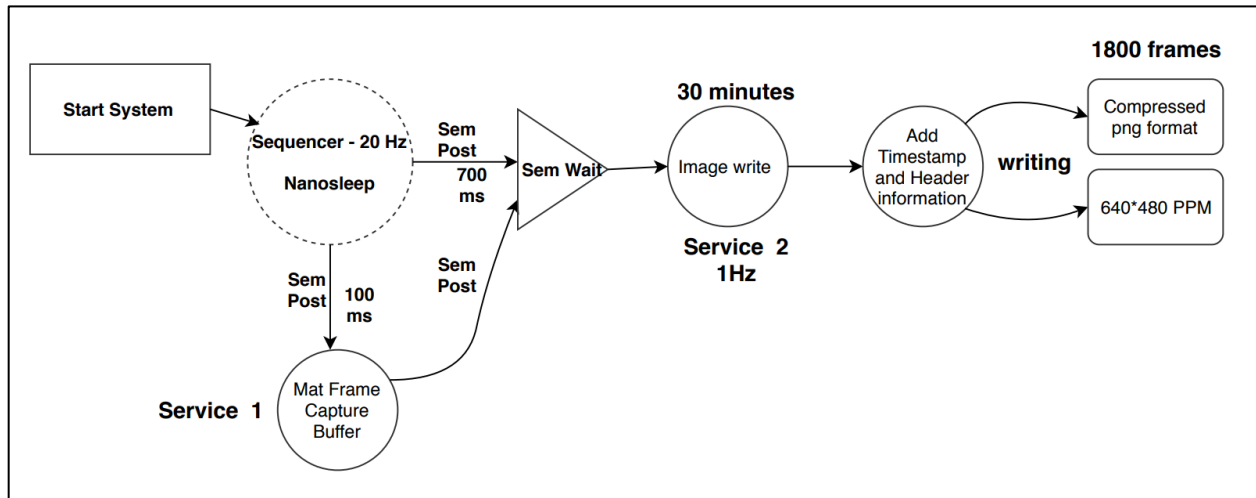 Start System
Sequencer - 20 Hz
Nanosleep
Sem
Post
700
ms
Sem Wait
Sem
Post
100
ms
Sem
Post
Service 1
Mat Frame
Capture
Buffer
30 minutes
Image write
Service 2
1Hz
Add
Timestamp
and Header
information
writing
1800 frames
Compressed
png format
640*480 PPM